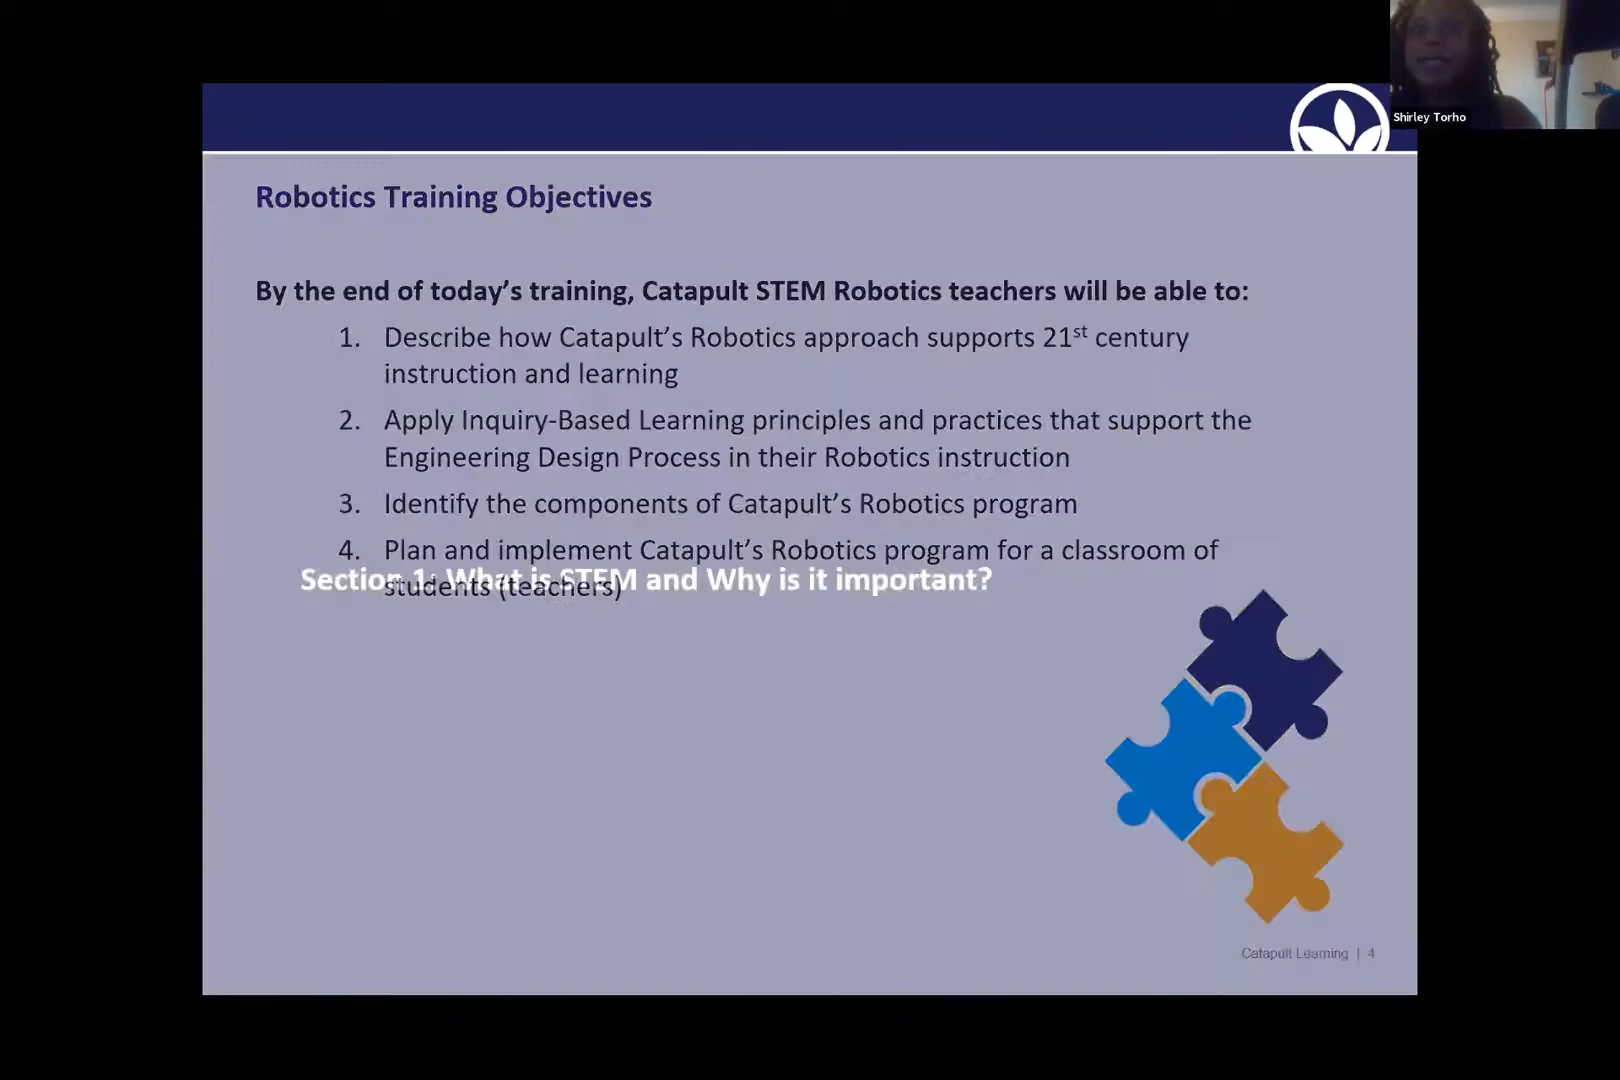 Shirley Torho
Robotics Training Objectives
By the end of today's training, Catapult STEM Robotics teachers will be able to:
1. Describe how Catapult's Robotics approach supports 21st century
instruction and learning
2. Apply Inquiry-Based Learning principles and practices that support the
Engineering Design Process in their Robotics instruction
3. Identify the components of Catapult's Robotics program
4. Plan and implement Catapult's Robotics program for a classroom of
students (teachers)
Section 1: What is STEM and Why is it important?
Catapult Learning | 4